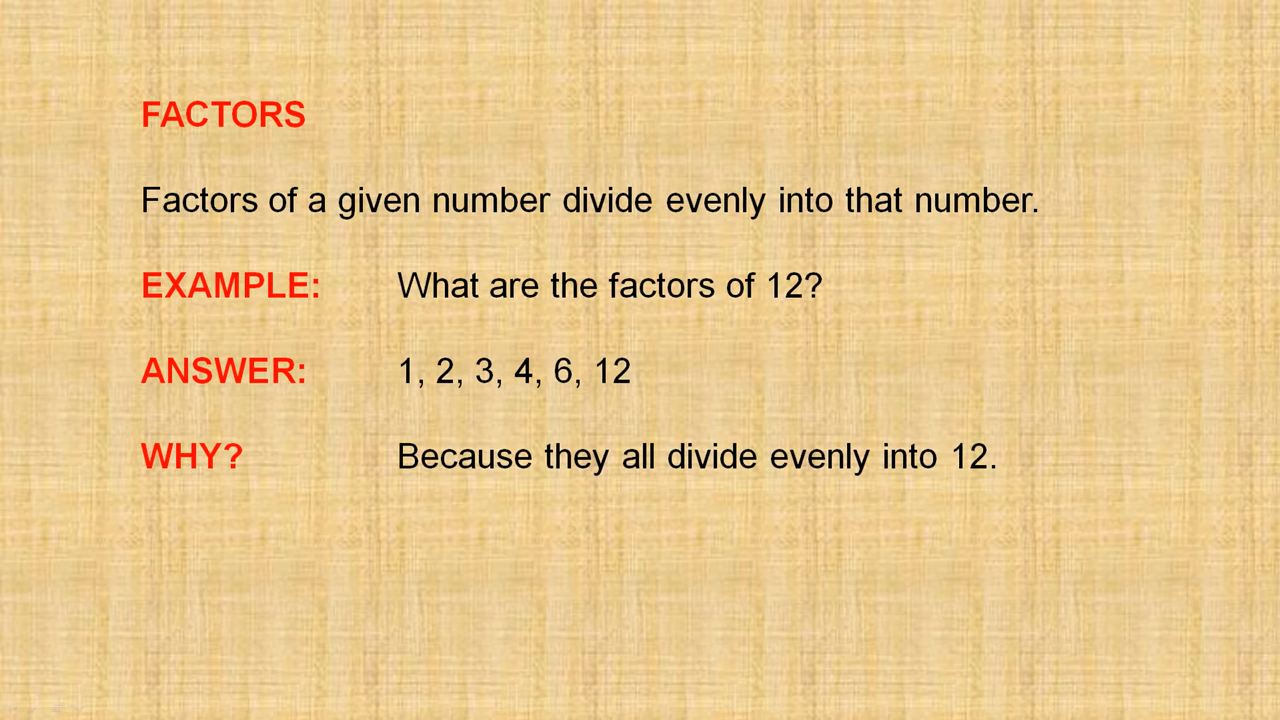 FACTORS
Factors of a given number divide evenly into that number.
EXAMPLE: What are the factors of 12?
ANSWER: 1, 2, 3, 4, 6, 12
WHY? Because they all divide evenly into 12.